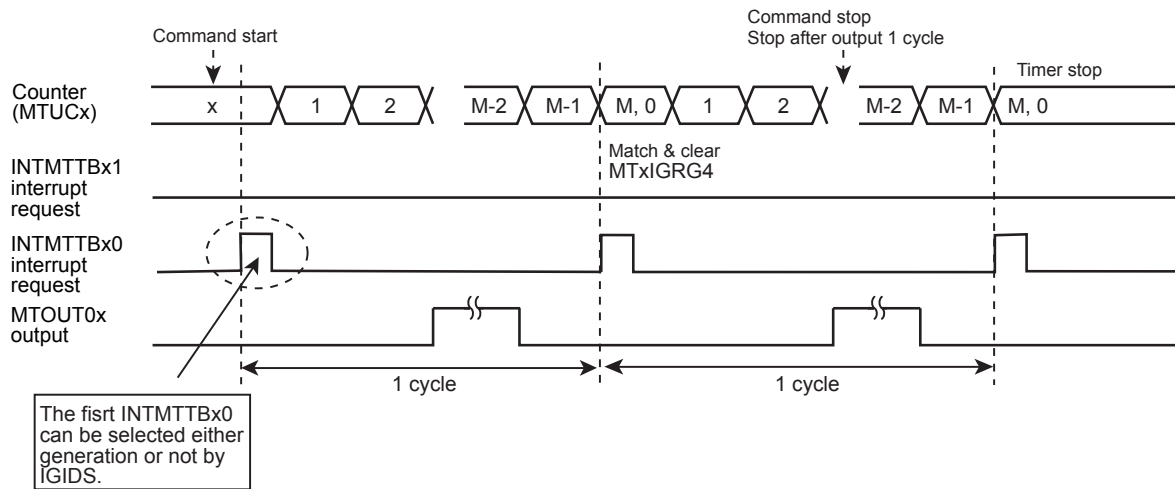 Command start
Command stop
Stop after output 1 cycle
Timer stop
Counter
(MTUCx)
x
1
2
M-2
M-1
M, 0
1
2
M-2
M-1
M, 0
Match & clear
MTxIGRG4
INTMTTBx1
interrupt
request
INTMTTBx0
interrupt
request
MTOUT0x
output
1 cycle
1 cycle
The fisrt INTMTTBx0
can be selected either
generation or not by
IGIDS.